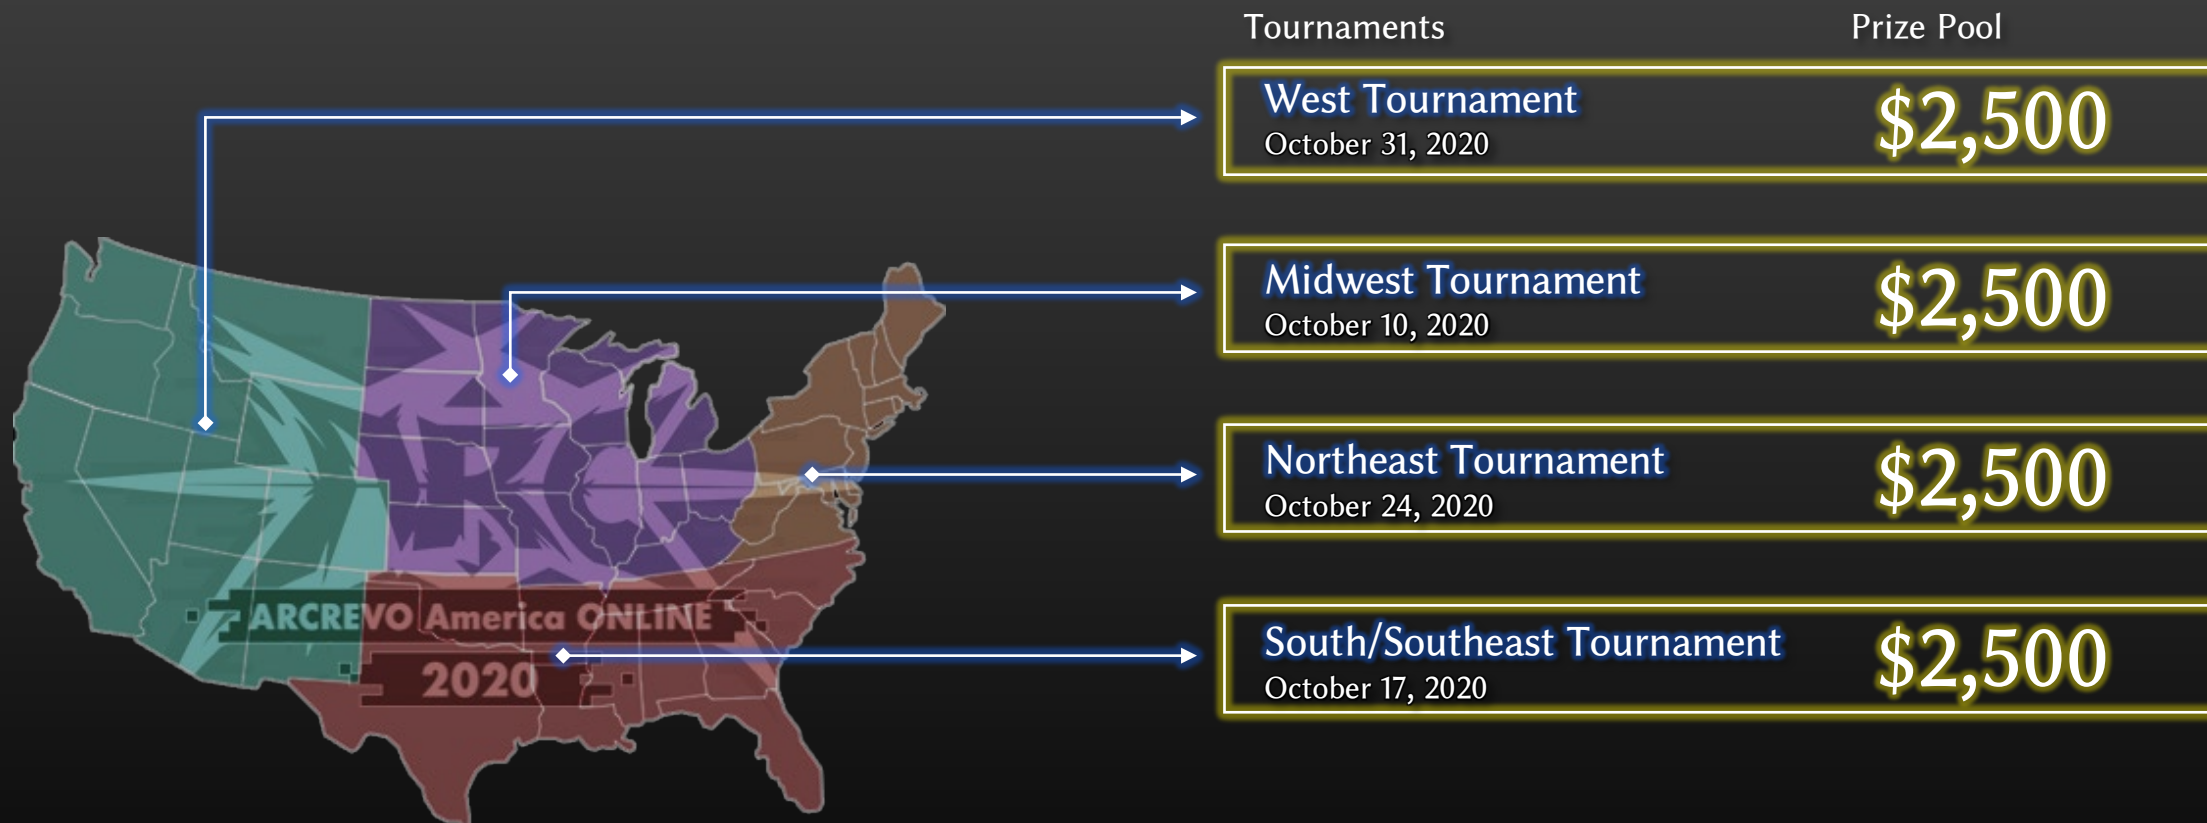 Tournaments Prize Pool
West Tournament
October 31, 2020
$2,500
Midwest Tournament
October 10, 2020
$2,500
Northeast Tournament
October 24, 2020
$2,500
South/Southeast Tournament
October 17, 2020
$2,500
ARC
ARCREVO America ONLINE
2020